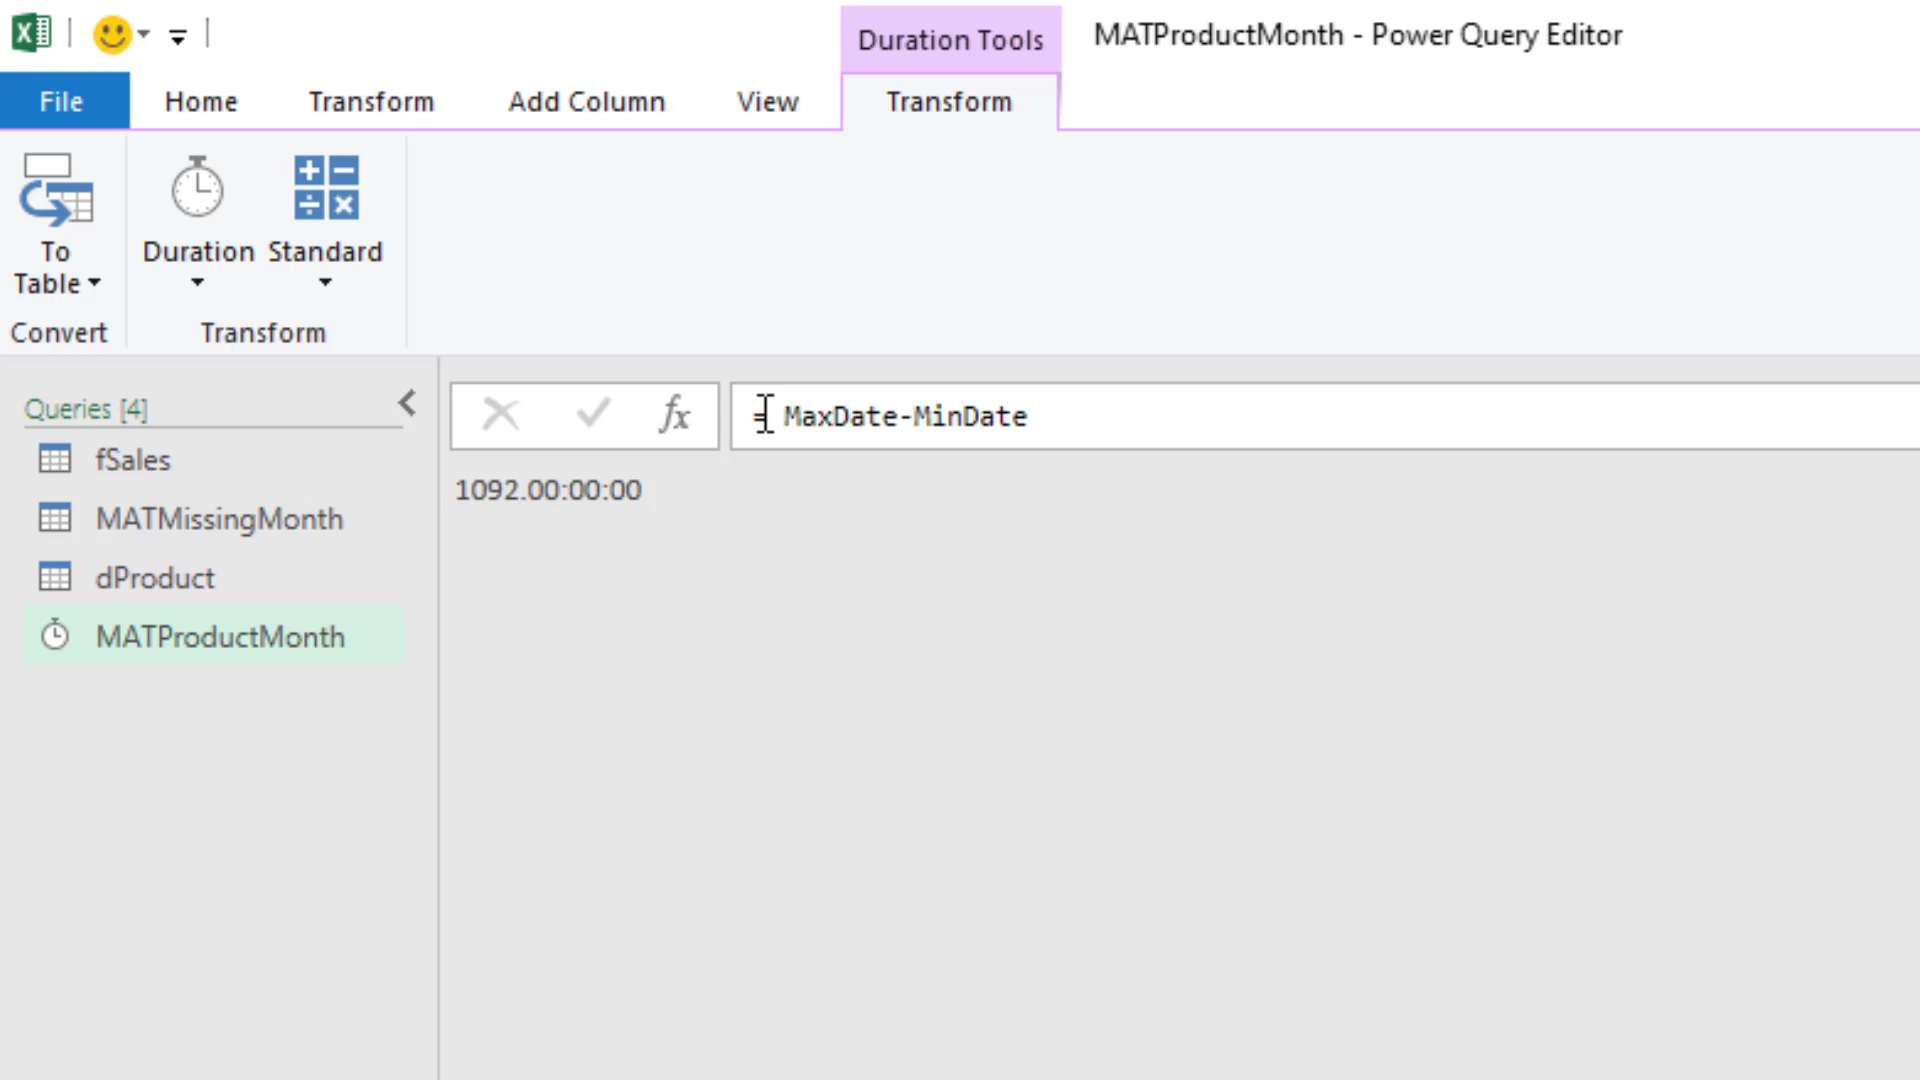 Duration Tools
MATProductMonth - Power Query Editor
File
Home
Transform
Add Column
View
Transform
To
Table
Duration
Standard
Convert
Transform
Queries [4]
fSales
MATMissingMonth
dProduct
MATProductMonth
fx
= MaxDate-MinDate
1092.00:00:00